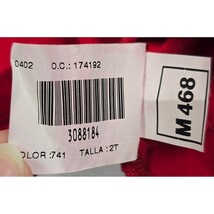 0402 O.C.: 174192
3088184
OLOR :741 TALLA : 2T
M 468